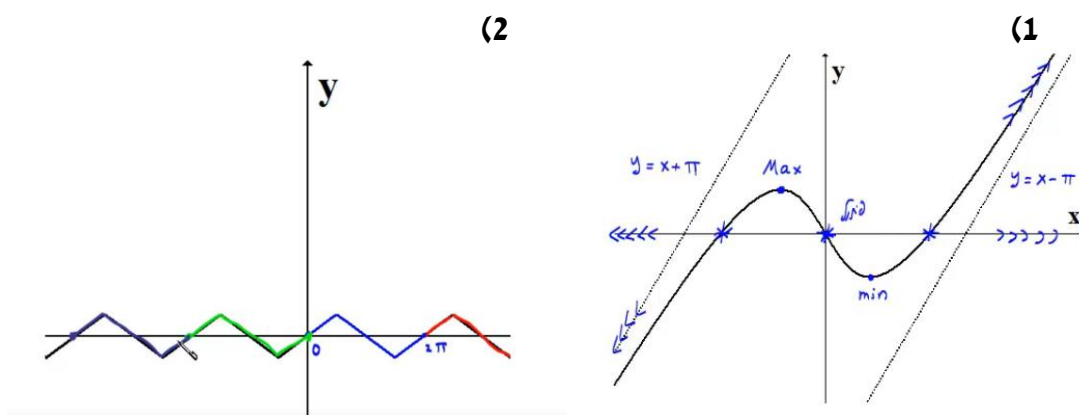 (1
y
y = x + π
Max
y = x − π
x
min
(2
y
0
2π